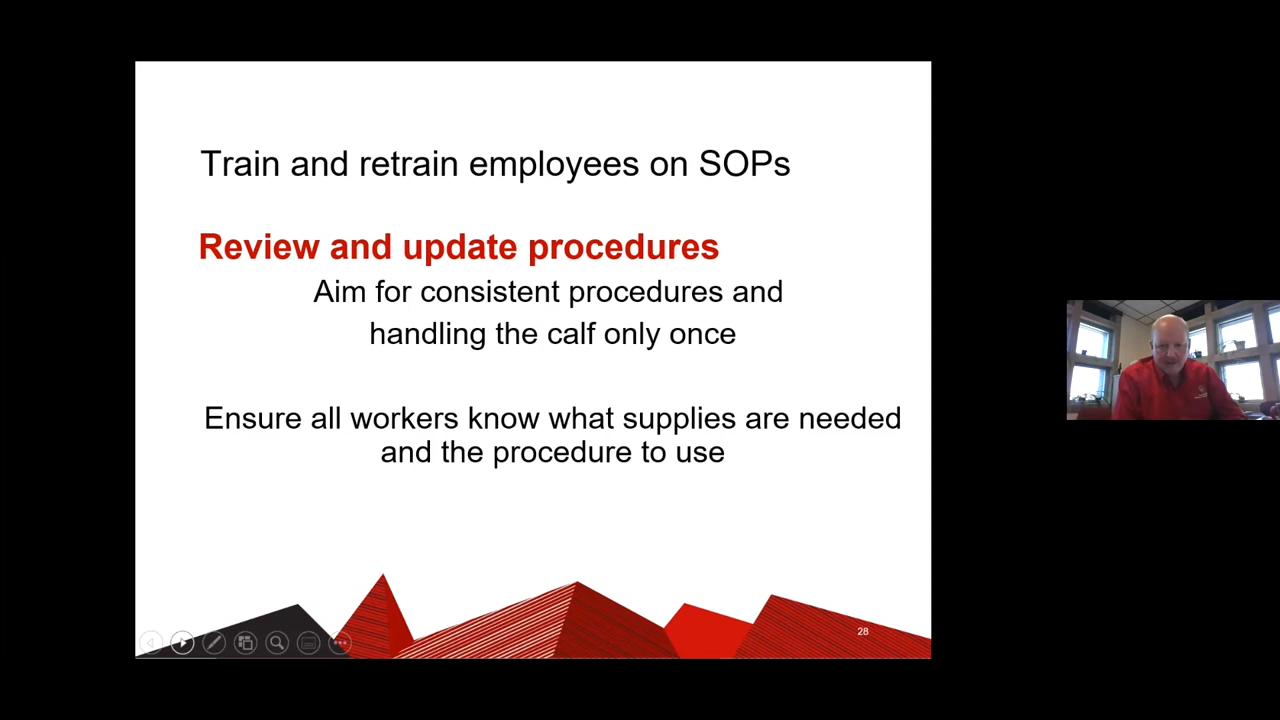 Train and retrain employees on SOPs
Review and update procedures
Aim for consistent procedures and
handling the calf only once
Ensure all workers know what supplies are needed
and the procedure to use
28